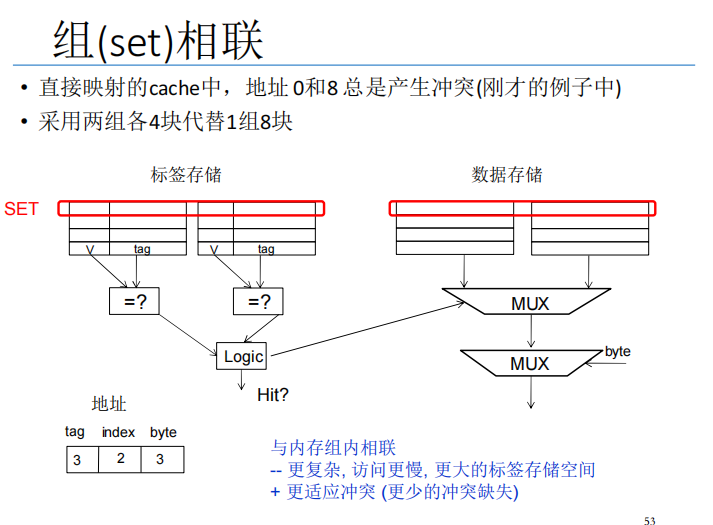 组(set)相联
• 直接映射的cache中，地址 0和8 总是产生冲突(刚才的例子中)
• 采用两组各4块代替1组8块
标签存储
数据存储
SET
V tag V tag
=? =?
MUX
Logic
MUX byte
Hit?
地址
tag index byte
3 2 3
与内存组内相联
-- 更复杂, 访问更慢, 更大的标签存储空间
+ 更适应冲突 (更少的冲突缺失)
53